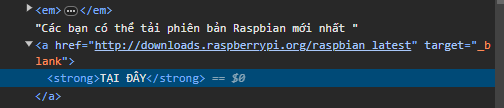 <em>…</em>
"Các bạn có thể tải phiên bản Raspbian mới nhất "
<a href="http://downloads.raspberrypi.org/raspbian_latest" target="_b
lank">
<strong>TẠI ĐÂY</strong> == $0
</a>